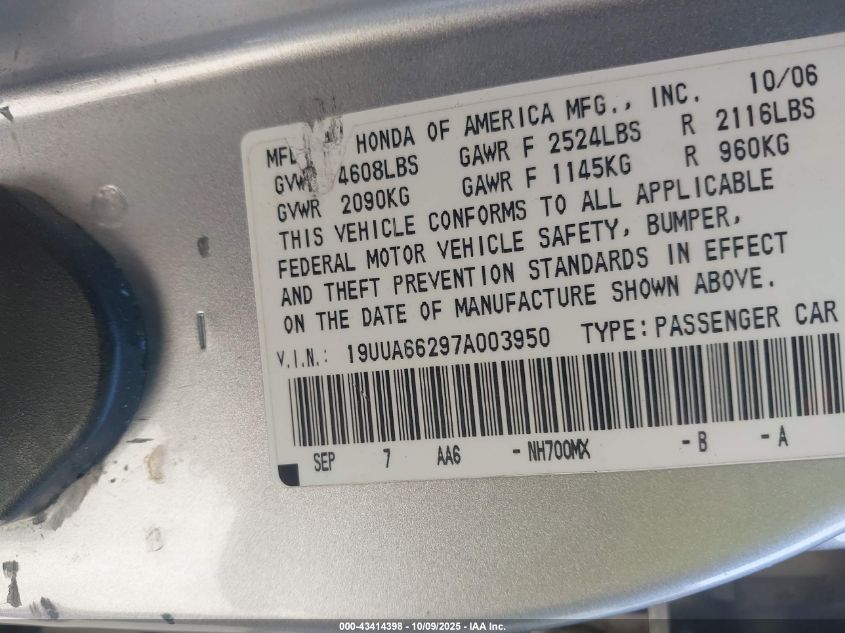 MFD HONDA OF AMERICA MFG., INC. 10/06
GVWR 4608LBS GAWR F 2524LBS R 2116LBS
GVWR 2090KG GAWR F 1145KG R 960KG
THIS VEHICLE CONFORMS TO ALL APPLICABLE
FEDERAL MOTOR VEHICLE SAFETY, BUMPER,
AND THEFT PREVENTION STANDARDS IN EFFECT
ON THE DATE OF MANUFACTURE SHOWN ABOVE.
V.I.N.: 19UUA66297A003950 TYPE:PASSENGER CAR
SEP 7 AA6 -NH700MX -B -A
000-43414398 - 10/09/2025 - IAA Inc.